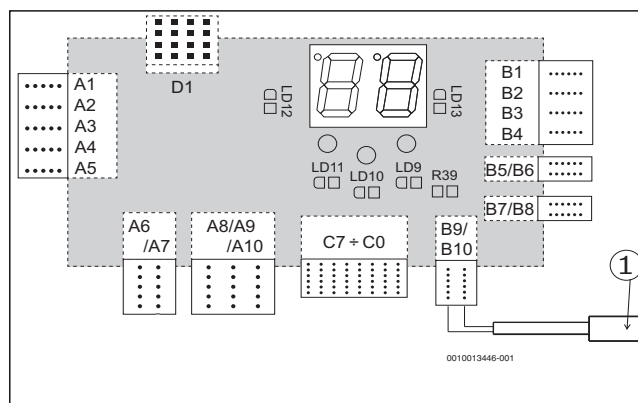 D1
A1
A2
A3
A4
A5
LD12
LD13
B1
B2
B3
B4
B5/B6
B7/B8
LD11
LD10
LD9
R39
A6
/A7
A8/A9
/A10
C7 ÷ C0
B9/
B10
1
0010013446-001